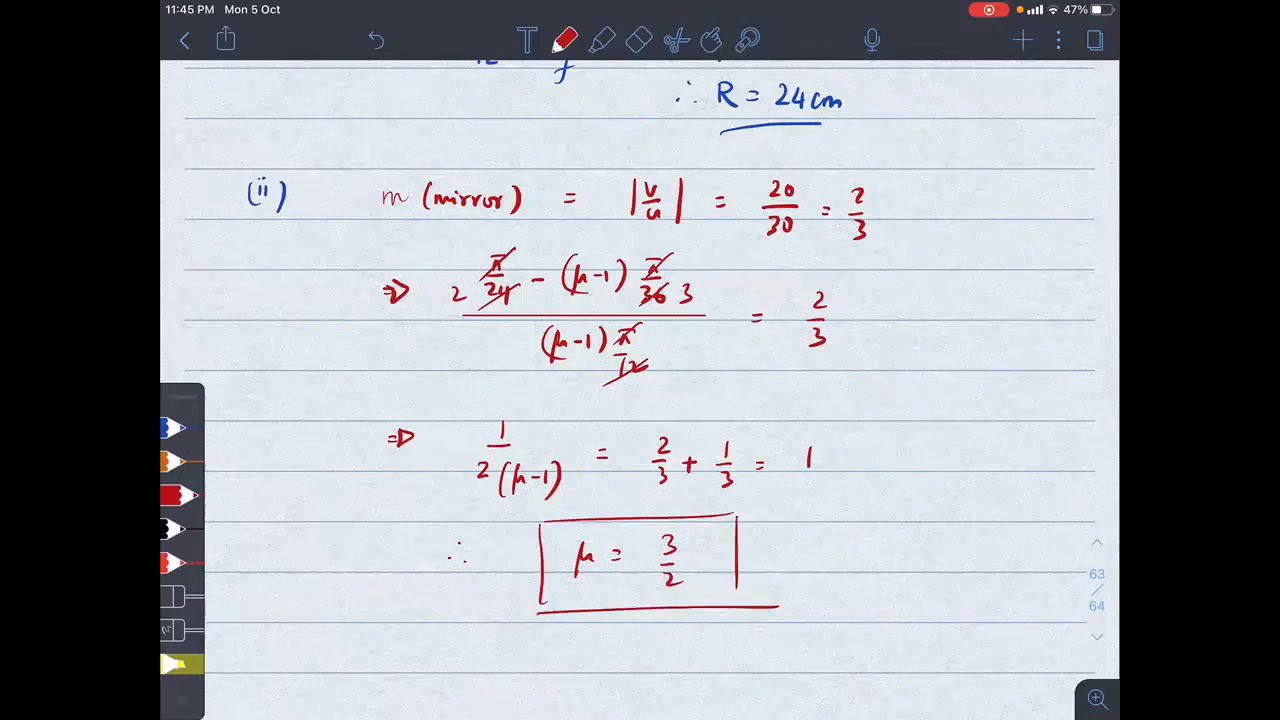 11:45 PM Mon 5 Oct 47%
T
12 f
∴ R = 24cm
(ii) m (mirror) = |v/u| = 20/30 = 2/3
⇒ (2 π/24 - (μ-1) π/36 3) / ((μ-1) π/12) = 2/3
⇒ 1/2(μ-1) = 2/3 + 1/3 = 1
∴ μ = 3/2
63
/
64